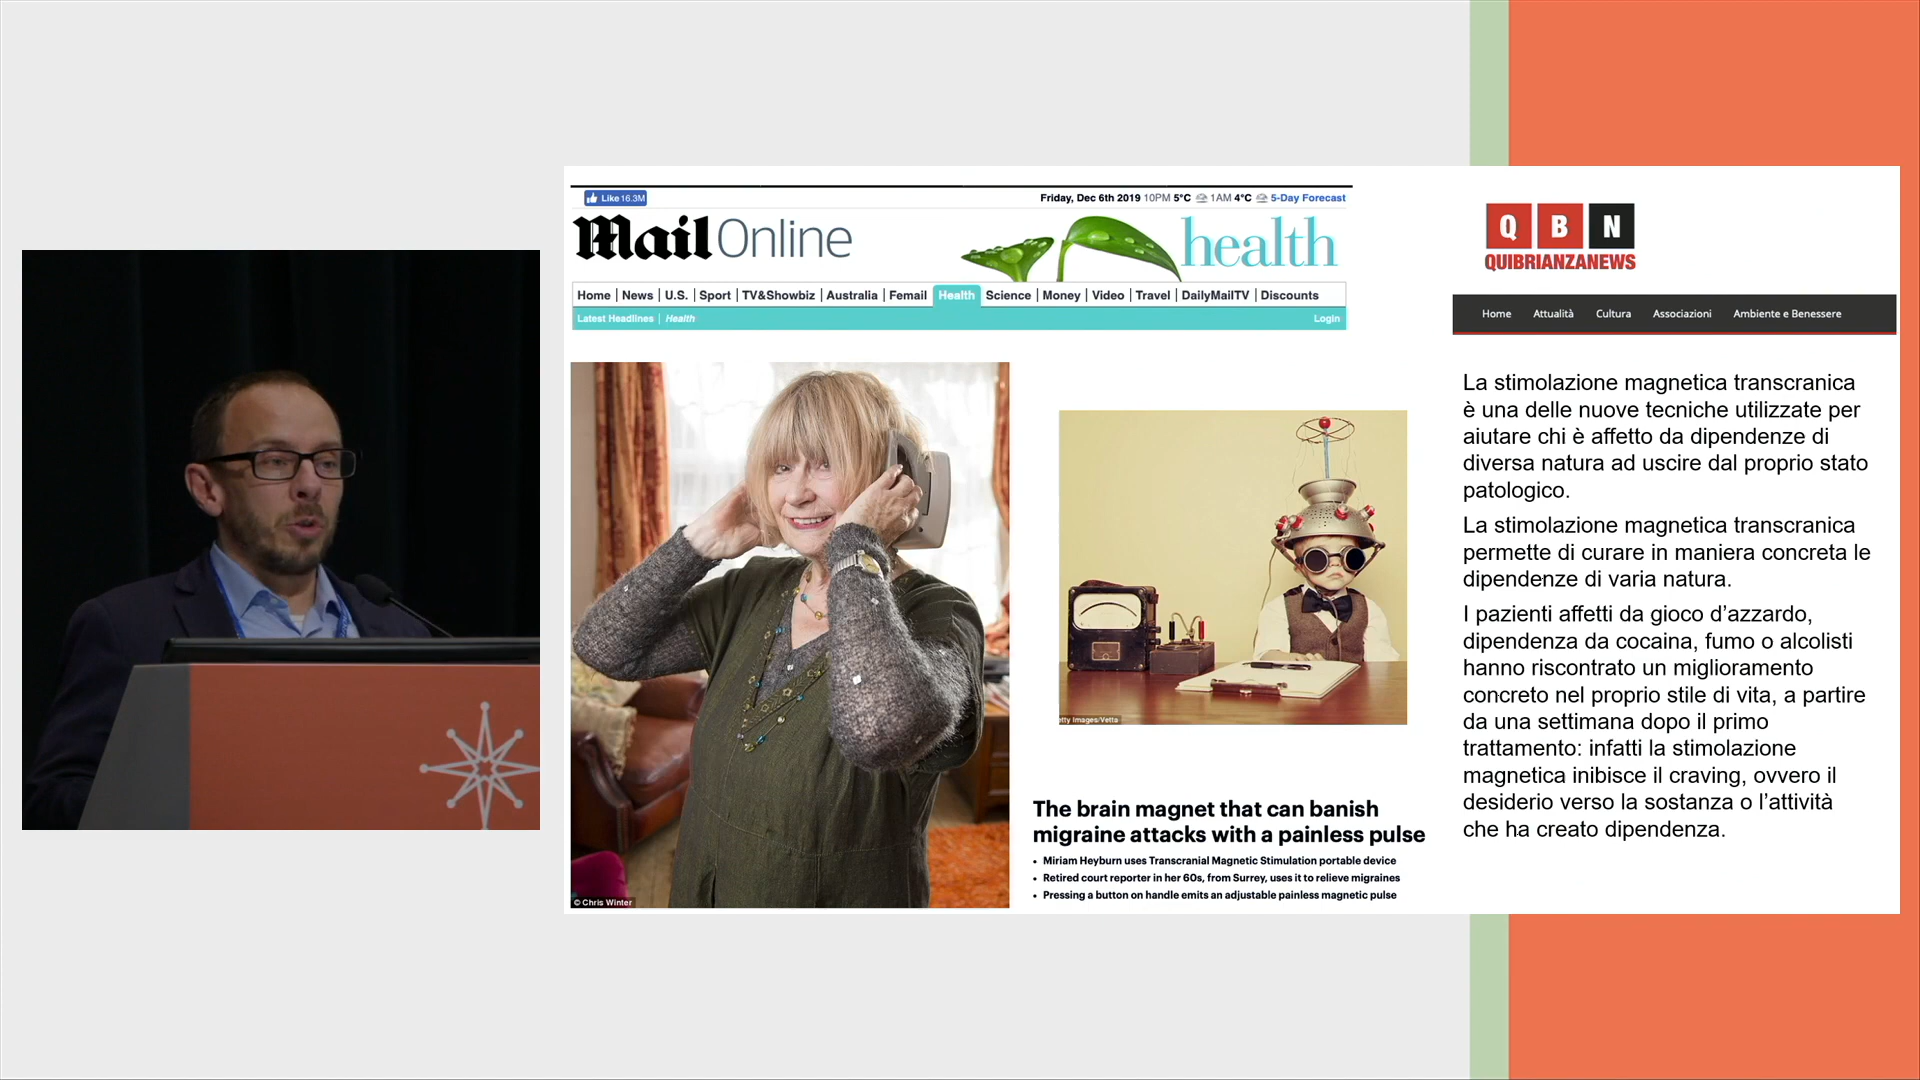 Like 16.3M
Friday, Dec 6th 2019 10PM 5°C 1AM 4°C 5-Day Forecast
Mail Online
health
Home News U.S. Sport TV&Showbiz Australia Femail Health Science Money Video Travel DailyMailTV Discounts
Latest Headlines Health Login
© Chris Winter
etty Images/Vetta
The brain magnet that can banish
migraine attacks with a painless pulse
• Miriam Heyburn uses Transcranial Magnetic Stimulation portable device
• Retired court reporter in her 60s, from Surrey, uses it to relieve migraines
• Pressing a button on handle emits an adjustable painless magnetic pulse
Q B N
QUIBRIANZANEWS
Home Attualità Cultura Associazioni Ambiente e Benessere
La stimolazione magnetica transcranica
è una delle nuove tecniche utilizzate per
aiutare chi è affetto da dipendenze di
diversa natura ad uscire dal proprio stato
patologico.
La stimolazione magnetica transcranica
permette di curare in maniera concreta le
dipendenze di varia natura.
I pazienti affetti da gioco d’azzardo,
dipendenza da cocaina, fumo o alcolisti
hanno riscontrato un miglioramento
concreto nel proprio stile di vita, a partire
da una settimana dopo il primo
trattamento: infatti la stimolazione
magnetica inibisce il craving, ovvero il
desiderio verso la sostanza o l’attività
che ha creato dipendenza.